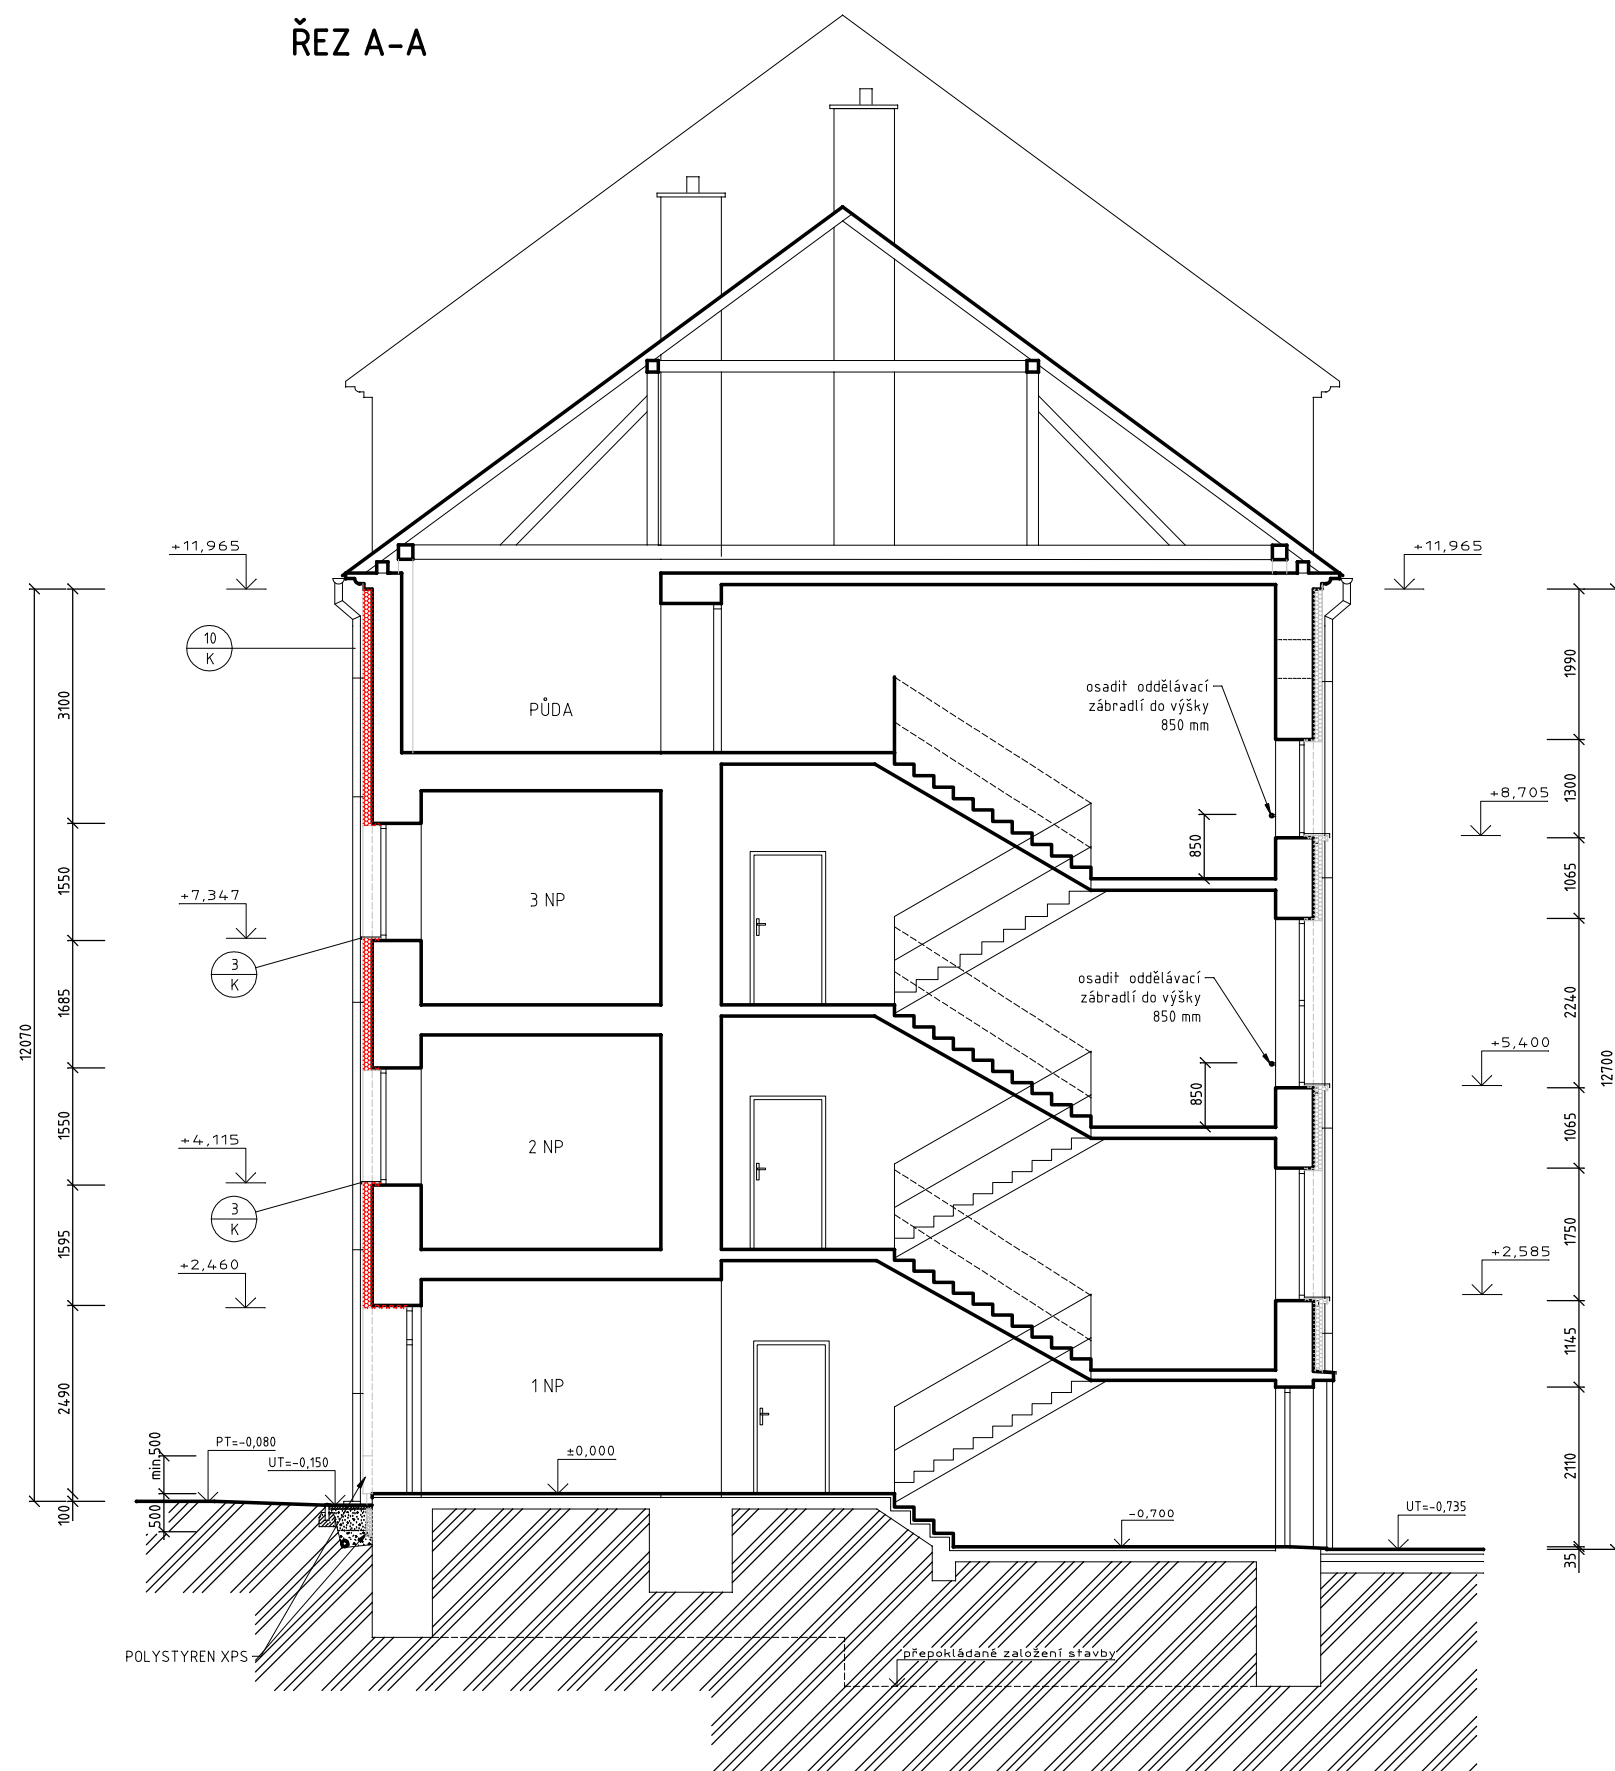 ŘEZ A-A
+11,965
+11,965
10
K
3100
1990
PŮDA
osadit oddělávací
zábradlí do výšky
850 mm
1300
+8,705
850
1550
3 NP
1065
+7,347
3
K
osadit oddělávací
zábradlí do výšky
850 mm
1685
2240
12070
+5,400
12700
850
1550
1065
+4,115
2 NP
3
K
1595
1750
+2,460
+2,585
1145
2490
1 NP
min.500
PT=-0,080
UT=-0,150
±0,000
2110
100
500
-0,700
UT=-0,735
35
POLYSTYREN XPS
přepokládané založení stavby